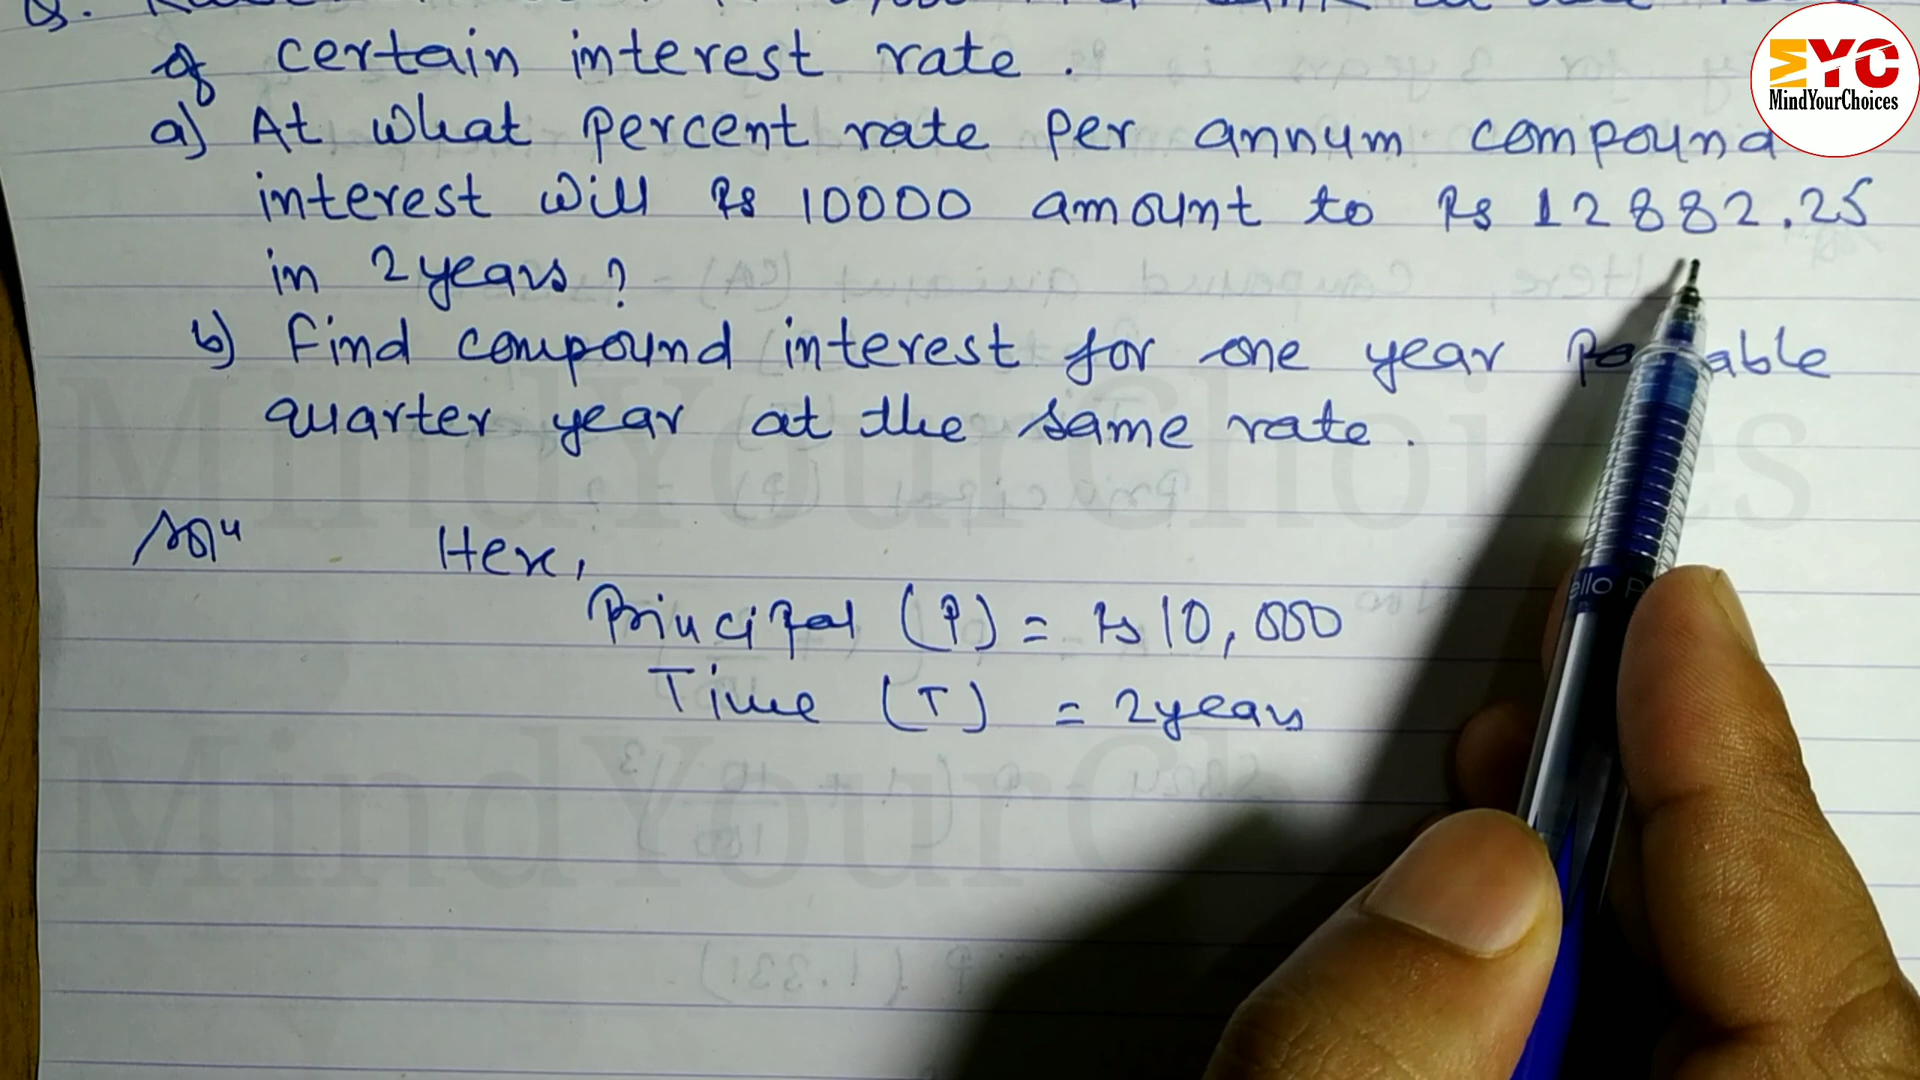 of certain interest rate.
a) At what percent rate per annum compound
interest will Rs 10000 amount to Rs 12882.25
in 2 years?
b) Find compound interest for one year
quarter year at the same rate.
Soln Here,
Principal (P) = Rs 10,000
Time (T) = 2 years
MYC
MindYourChoices
MindYourChoices